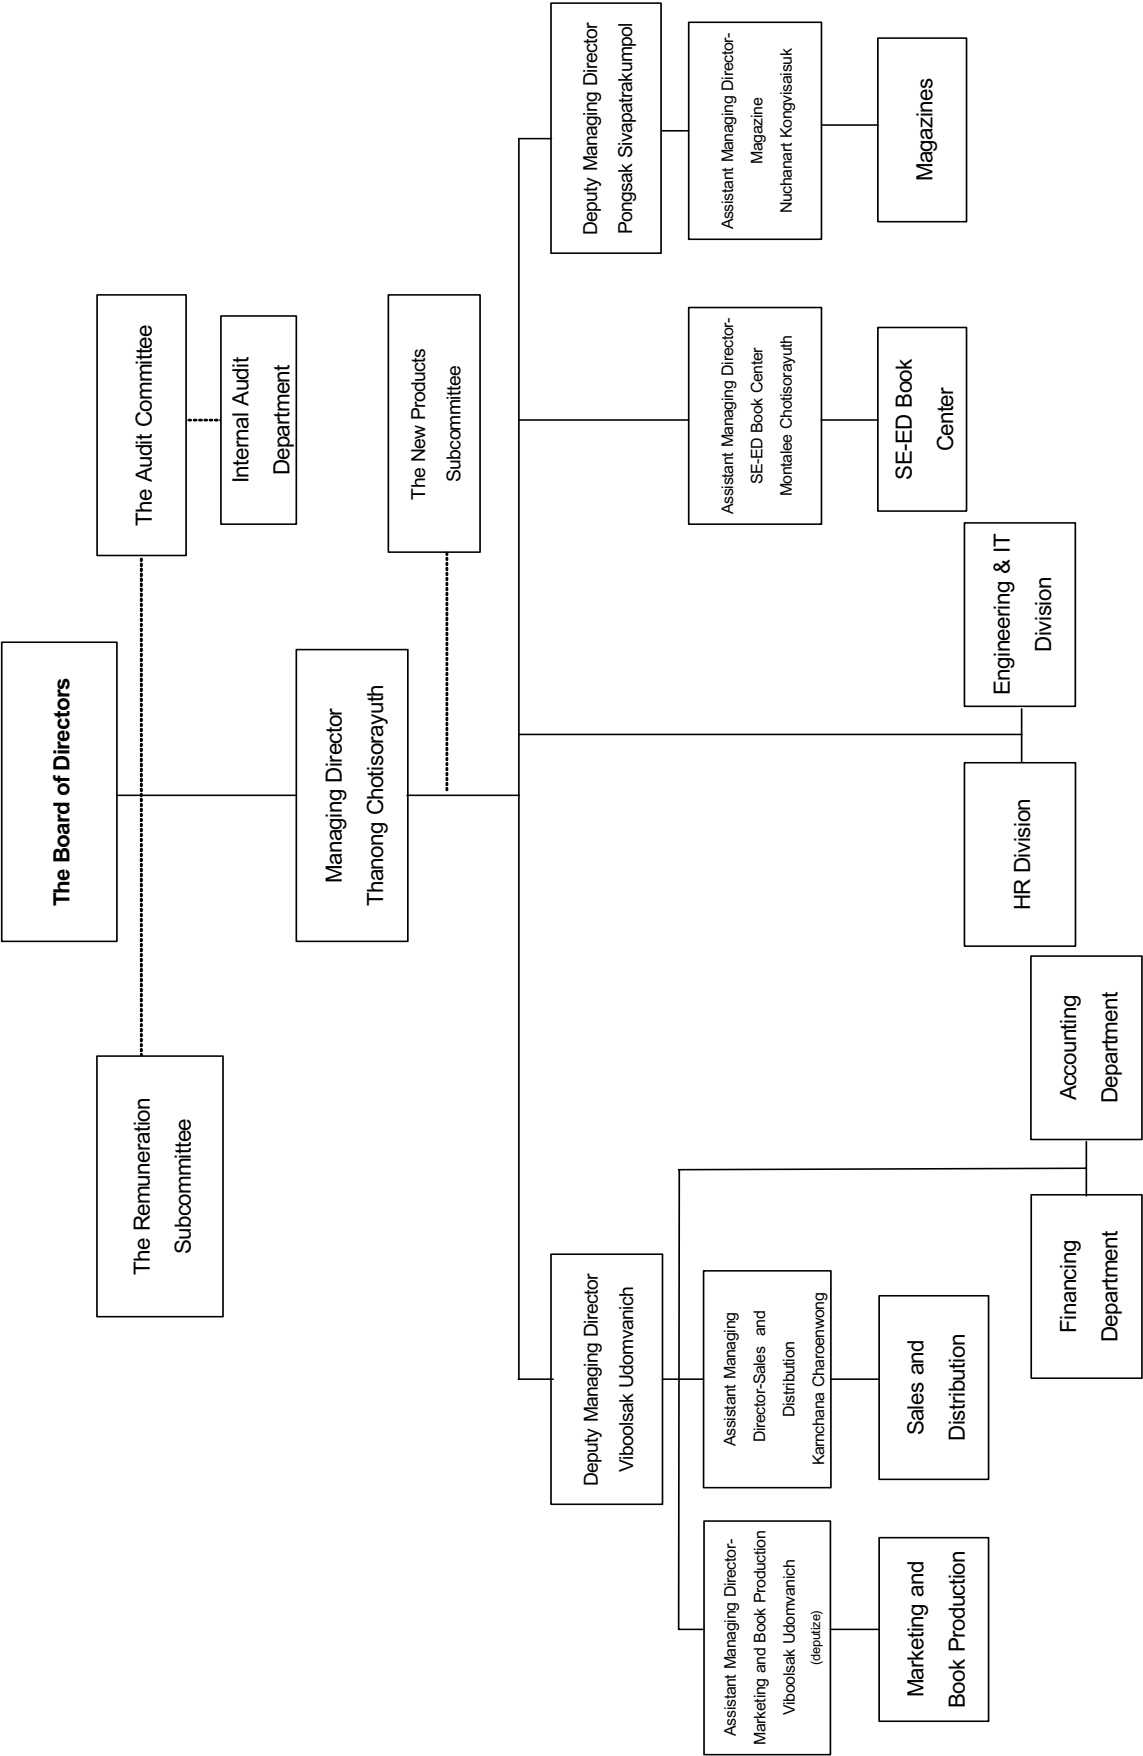 The Board of Directors
The Remuneration
Subcommittee
The Audit Committee
Internal Audit
Department
Managing Director
Thanong Chotisorayuth
The New Products
Subcommittee
Deputy Managing Director
Viboolsak Udomvanich
Deputy Managing Director
Pongsak Sivapatrakumpol
Assistant Managing Director-
Marketing and Book Production
Viboolsak Udomvanich
(deputize)
Assistant Managing
Director-Sales and
Distribution
Karnchana Charoenwong
Assistant Managing Director-
SE-ED Book Center
Montalee Chotisorayuth
Assistant Managing Director-
Magazine
Nuchanart Kongvisaisuk
Marketing and
Book Production
Sales and
Distribution
SE-ED Book
Center
Magazines
HR Division
Engineering & IT
Division
Financing
Department
Accounting
Department